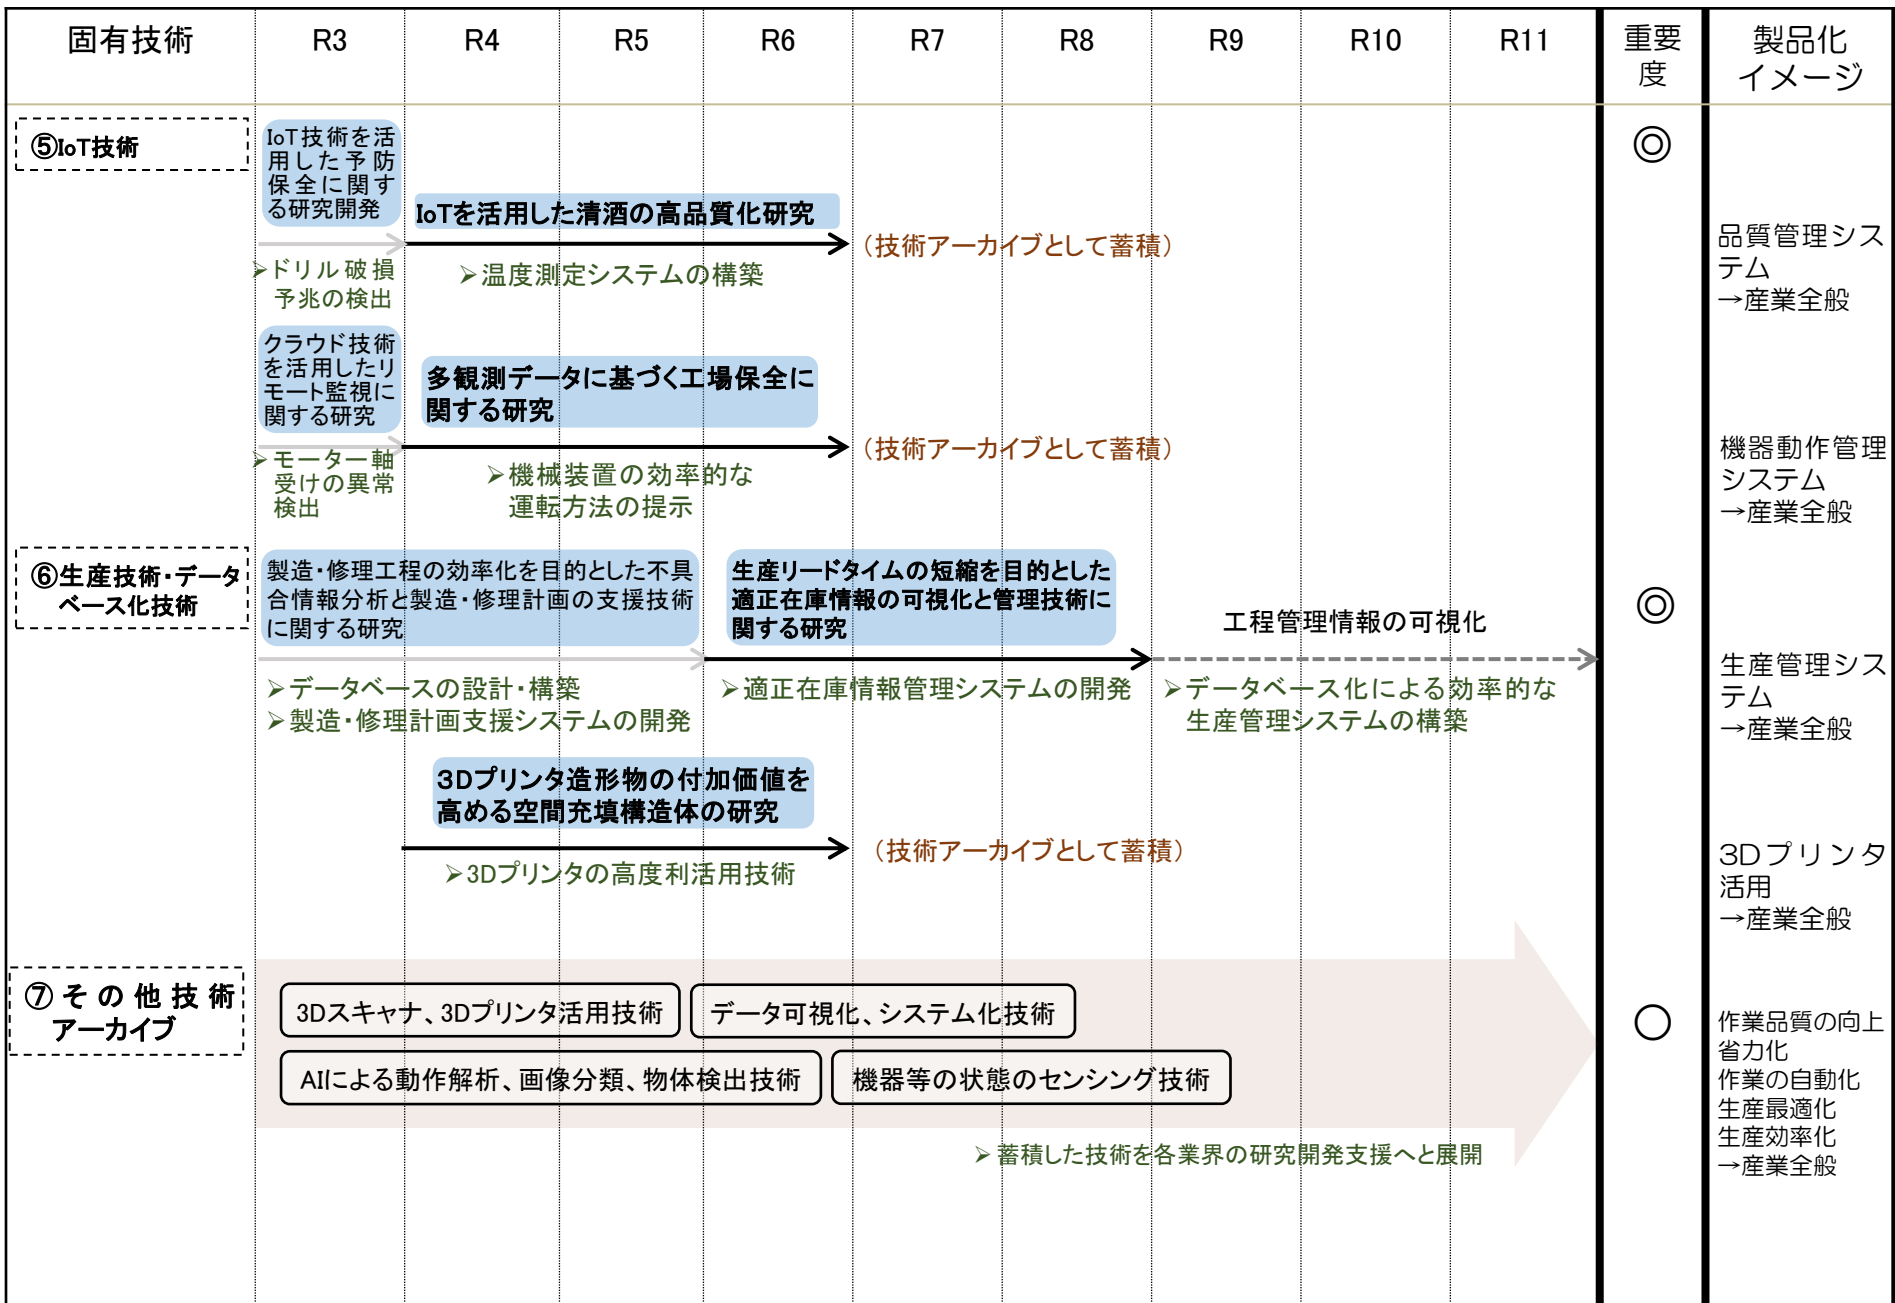 固有技術
R3
R4
R5
R6
R7
R8
R9
R10
R11
重要
度
製品化
イメージ
⑤IoT技術
IoT技術を活
用した予防
保全に関す
る研究開発
IoTを活用した清酒の高品質化研究
（技術アーカイブとして蓄積）
➢ドリル破損
予兆の検出
➢温度測定システムの構築
◎
品質管理シス
テム
→産業全般
クラウド技術
を活用したリ
モート監視に
関する研究
多観測データに基づく工場保全に
関する研究
（技術アーカイブとして蓄積）
➢モーター軸
受けの異常
検出
➢機械装置の効率的な
運転方法の提示
機器動作管理
システム
→産業全般
⑥生産技術・データ
ベース化技術
製造・修理工程の効率化を目的とした不具
合情報分析と製造・修理計画の支援技術
に関する研究
生産リードタイムの短縮を目的とした
適正在庫情報の可視化と管理技術に
関する研究
工程管理情報の可視化
◎
➢データベースの設計・構築
➢製造・修理計画支援システムの開発
➢適正在庫情報管理システムの開発
➢データベース化による効率的な
生産管理システムの構築
生産管理シス
テム
→産業全般
3Dプリンタ造形物の付加価値を
高める空間充填構造体の研究
（技術アーカイブとして蓄積）
➢3Dプリンタの高度利活用技術
3Dプリンタ
活用
→産業全般
⑦その他技術
アーカイブ
3Dスキャナ、3Dプリンタ活用技術
データ可視化、システム化技術
AIによる動作解析、画像分類、物体検出技術
機器等の状態のセンシング技術
➢蓄積した技術を各業界の研究開発支援へと展開
○
作業品質の向上
省力化
作業の自動化
生産最適化
生産効率化
→産業全般